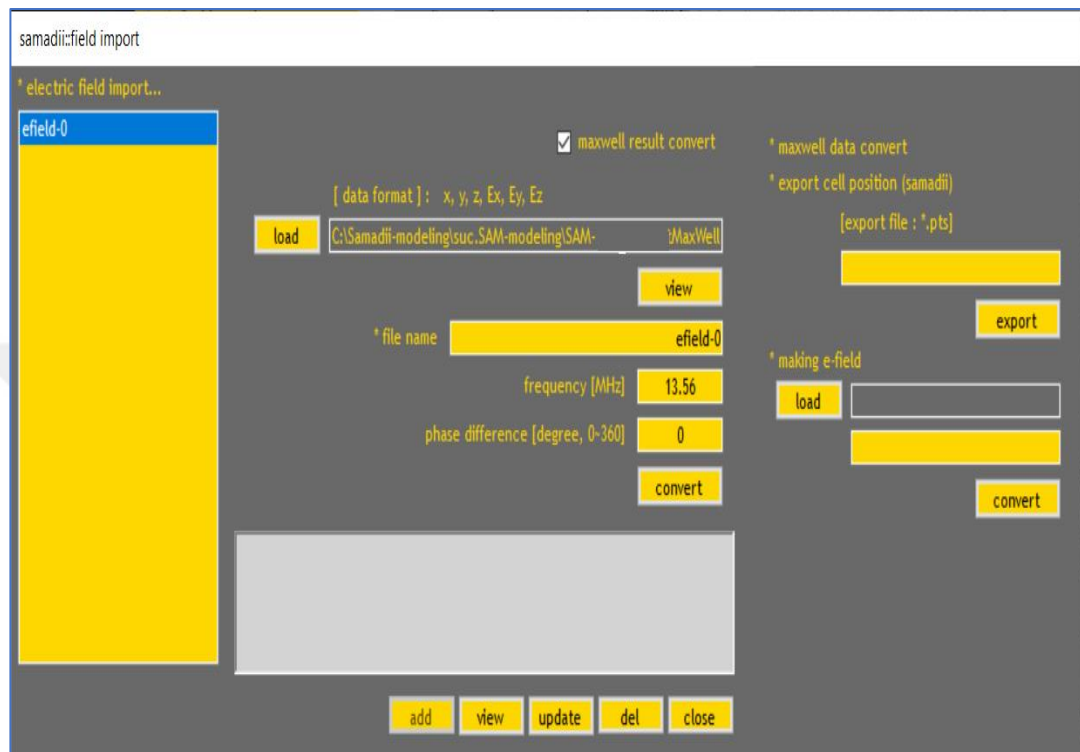 samadii::field import
* electric field import...
efield-0
maxwell result convert
[ data format ] : x, y, z, Ex, Ey, Ez
load
C:\Samadii-modeling\suc.SAM-modeling\SAM- MaxWell
view
* file name
efield-0
frequency [MHz]
13.56
phase difference [degree, 0~360]
0
convert
add
view
update
del
close
* maxwell data convert
* export cell position (samadii)
[export file : *.pts]
export
* making e-field
load
convert